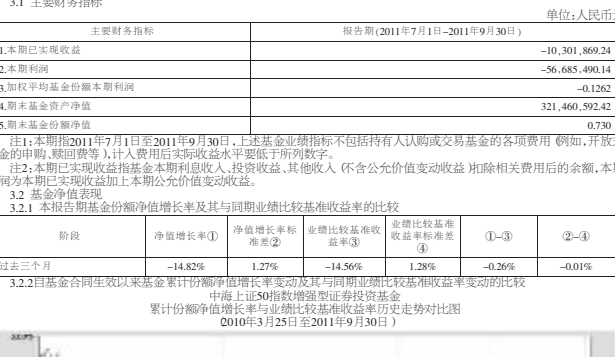 3.1 主要财务指标
单位:人民币
主要财务指标 报告期(2011年7月1日-2011年9月30日)
1.本期已实现收益 -10,301,869.24
2.本期利润 -56,685,490.14
3.加权平均基金份额本期利润 -0.1262
4.期末基金资产净值 321,460,592.42
5.期末基金份额净值 0.730
注1:本期指2011年7月1日至2011年9月30日,上述基金业绩指标不包括持有人认购或交易基金的各项费用(例如,开放
金的申购、赎回费等),计入费用后实际收益水平要低于所列数字。
注2:本期已实现收益指基金本期利息收入、投资收益、其他收入(不含公允价值变动收益)扣除相关费用后的余额,本
润为本期已实现收益加上本期公允价值变动收益。
3.2 基金净值表现
3.2.1 本报告期基金份额净值增长率及其与同期业绩比较基准收益率的比较
阶段 净值增长率① 净值增长率标准差② 业绩比较基准收益率③ 业绩比较基准收益率标准差④ ①-③ ②-④
过去三个月 -14.82% 1.27% -14.56% 1.28% -0.26% -0.01%
3.2.2自基金合同生效以来基金累计份额净值增长率变动及其与同期业绩比较基准收益率变动的比较
中海上证50指数增强型证券投资基金
累计份额净值增长率与业绩比较基准收益率历史走势对比图
(2010年3月25日至2011年9月30日)